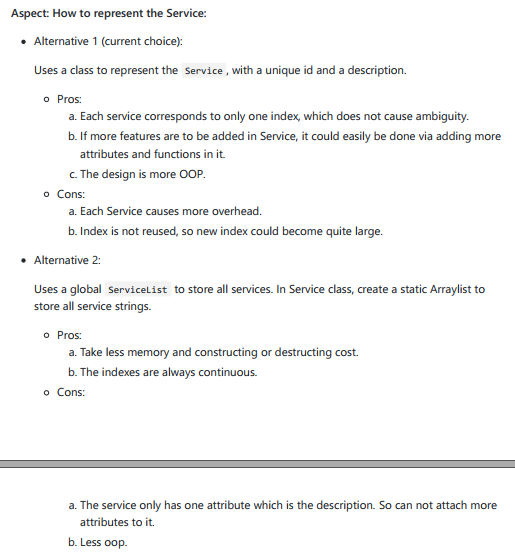 Aspect: How to represent the Service:
Alternative 1 (current choice):
Uses a class to represent the Service , with a unique id and a description.
Pros:
a. Each service corresponds to only one index, which does not cause ambiguity.
b. If more features are to be added in Service, it could easily be done via adding more
attributes and functions in it.
c. The design is more OOP.
Cons:
a. Each Service causes more overhead.
b. Index is not reused, so new index could become quite large.
Alternative 2:
Uses a global ServiceList to store all services. In Service class, create a static Arraylist to
store all service strings.
Pros:
a. Take less memory and constructing or destructing cost.
b. The indexes are always continuous.
Cons:
a. The service only has one attribute which is the description. So can not attach more
attributes to it.
b. Less oop.